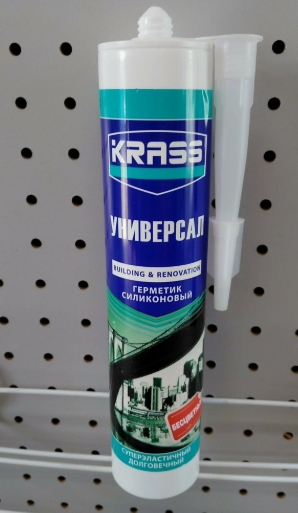 KRASS
УНИВЕРСАЛ
BUILDING & RENOVATION
ГЕРМЕТИК
СИЛИКОНОВЫЙ
БЕСЦВЕТНЫЙ
СУПЕРЭЛАСТИЧНЫЙ
ДОЛГОВЕЧНЫЙ